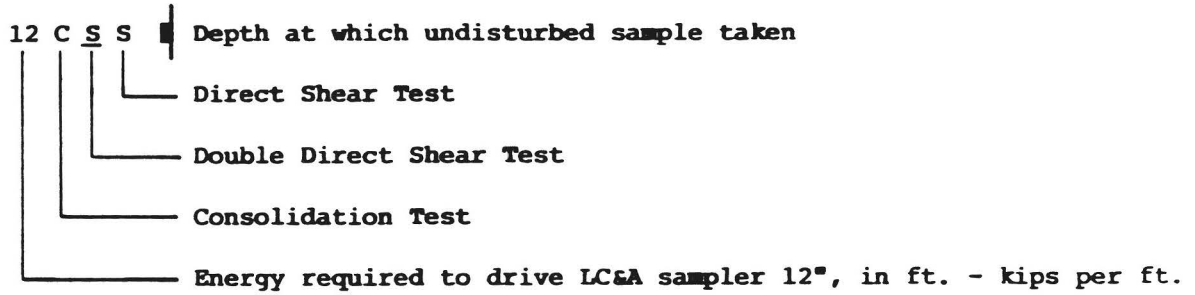 12 C S S Depth at which undisturbed sample taken
Direct Shear Test
Double Direct Shear Test
Consolidation Test
Energy required to drive LC&A sampler 12", in ft. - kips per ft.